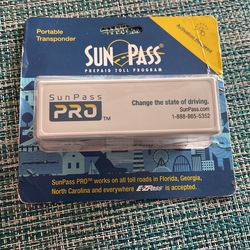 Portable
Transponder
SUNPASS
PREPAID TOLL PROGRAM
SunPass
PRO™
Change the state of driving.
SunPass.com
1-888-865-5352
SunPass PRO™ works on all toll roads in Florida, Georgia,
North Carolina and everywhere E-ZPass is accepted.